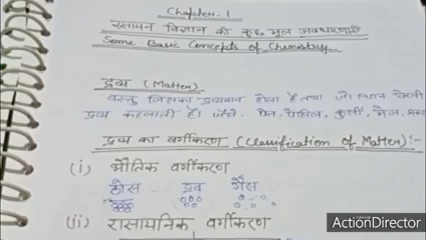 Chapter-1
रसायन विज्ञान की कुछ मूल अवधारणाएँ
Some Basic Concepts of Chemistry
द्रव्य (Matter)
वस्तु जिसका द्रव्यमान होता है तथा जो स्थान घेरती
द्रव्य कहलाती है। जैसे- पेन, पेंसिल, कुर्सी, मेज,
द्रव्य का वर्गीकरण (Classification of Matter):-
(i) भौतिक वर्गीकरण
ठोस द्रव गैस
(ii) रासायनिक वर्गीकरण
ActionDirector